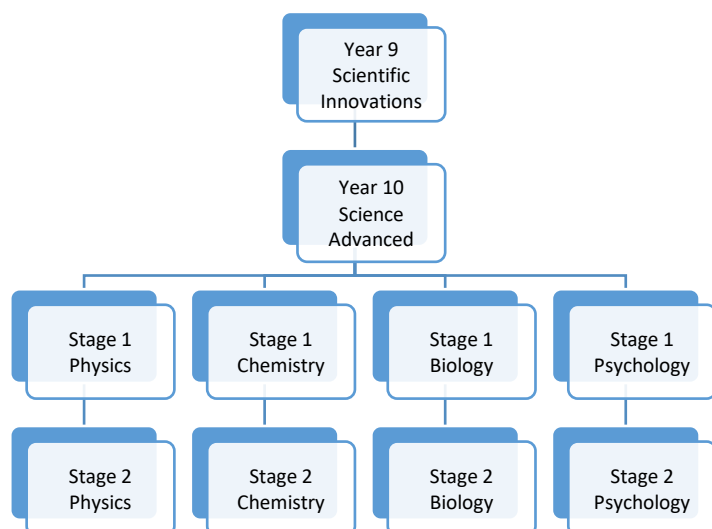 Year 9
Scientific
Innovations
Year 10
Science
Advanced
Stage 1
Physics
Stage 1
Chemistry
Stage 1
Biology
Stage 1
Psychology
Stage 2
Physics
Stage 2
Chemistry
Stage 2
Biology
Stage 2
Psychology